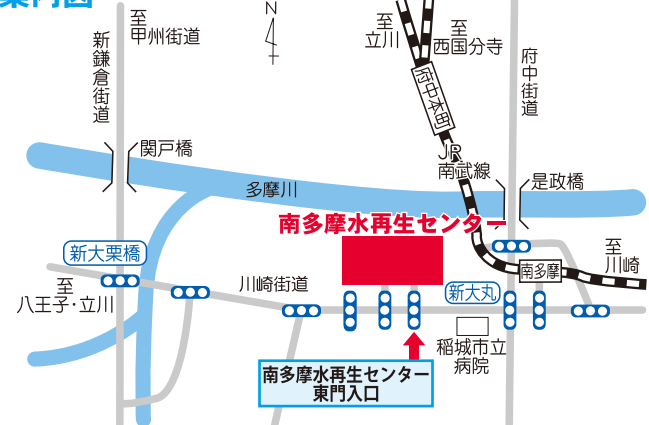 案内図
至
甲州街道
新鎌倉街道
N
至
立川
至
西国分寺
府中街道
府中本町
関戸橋
JR
南武線
是政橋
多摩川
南多摩水再生センター
新大栗橋
至
八王子・立川
川崎街道
南多摩
至
川崎
新大丸
稲城市立
病院
南多摩水再生センター
東門入口